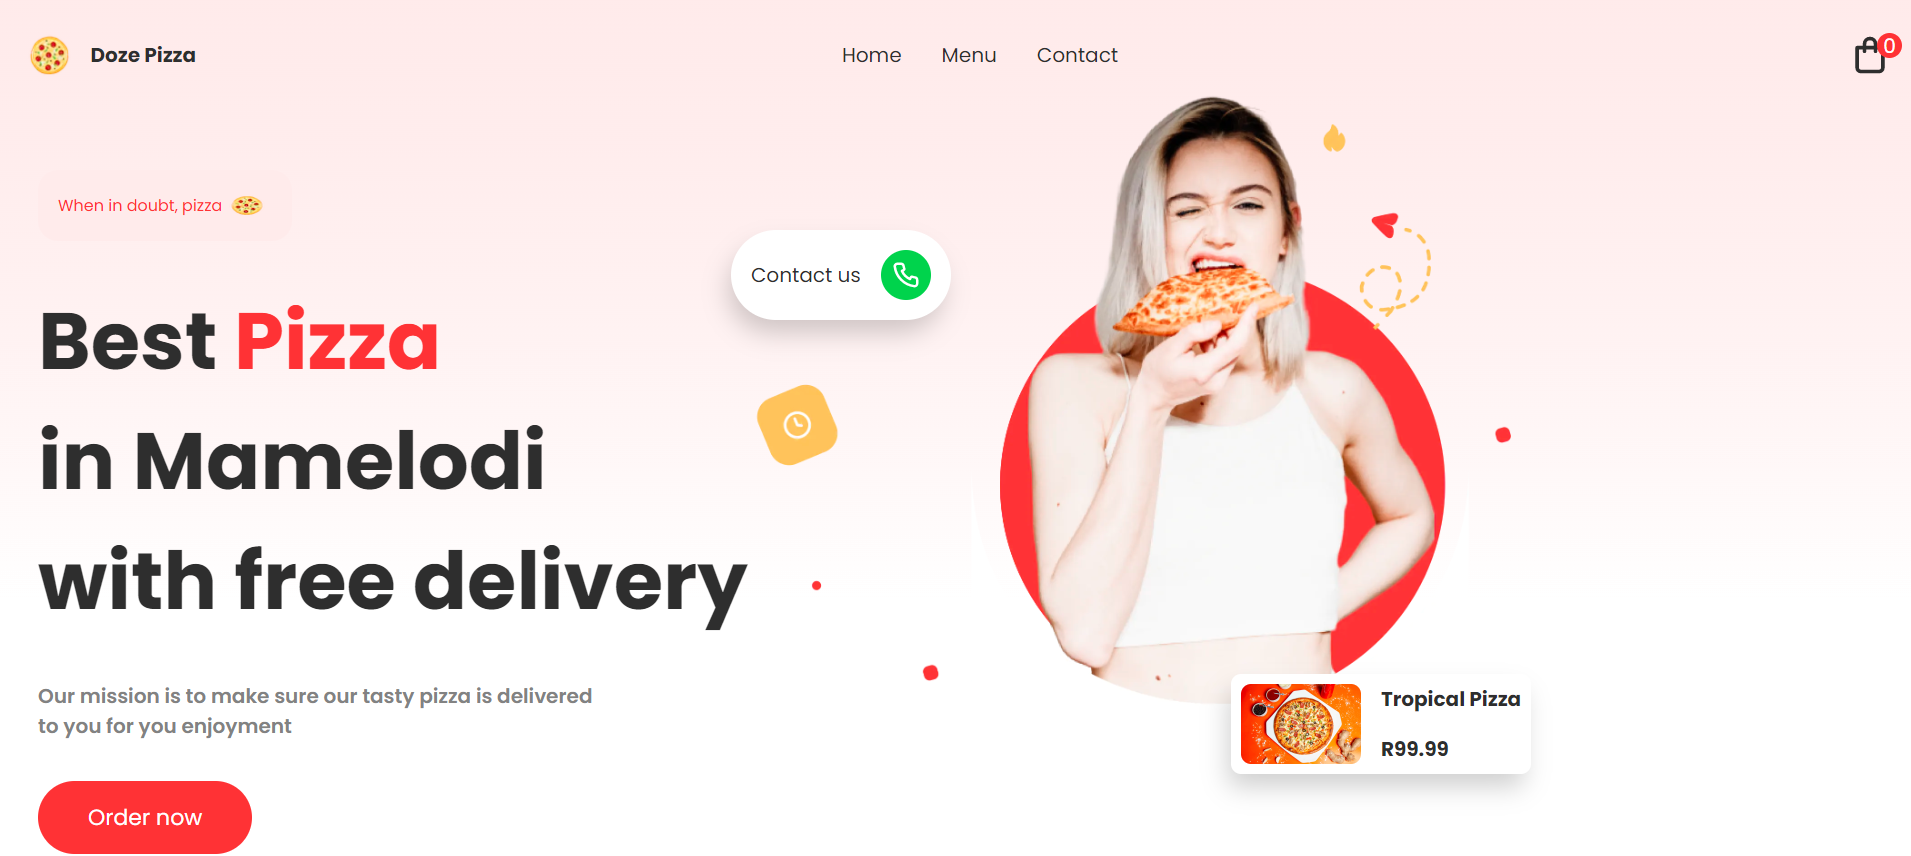 Doze Pizza
Home Menu Contact
0
When in doubt, pizza
Contact us
Best Pizza
in Mamelodi
with free delivery
Our mission is to make sure our tasty pizza is delivered
to you for you enjoyment
Order now
Tropical Pizza
R99.99